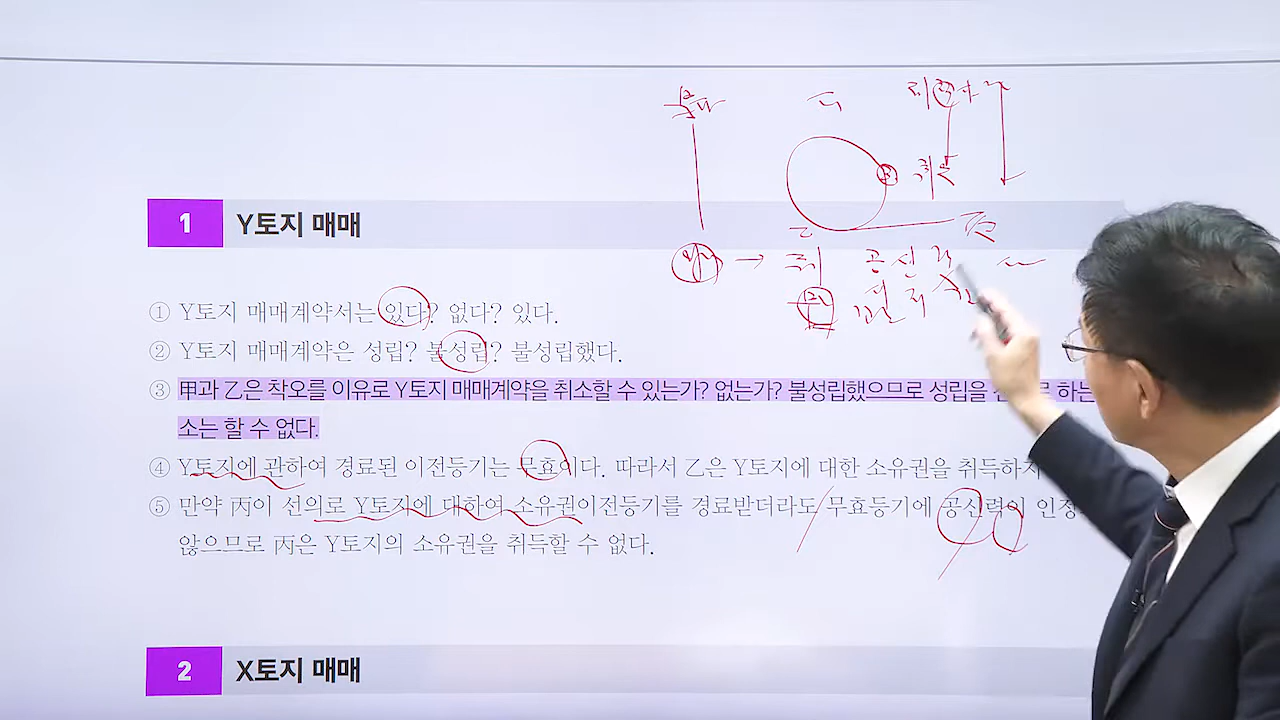 공신력
1 Y토지 매매
① Y토지 매매계약서는 있다? 없다? 있다.
② Y토지 매매계약은 성립? 불성립? 불성립했다.
③ 甲과 乙은 착오를 이유로 Y토지 매매계약을 취소할 수 있는가? 없는가? 불성립했으므로 성립을 하는
소는 할 수 없다.
④ Y토지에 관하여 경료된 이전등기는 무효이다. 따라서 乙은 Y토지에 대한 소유권을 취득하지
⑤ 만약 丙이 선의로 Y토지에 대하여 소유권이전등기를 경료받더라도 무효등기에 공신력이
않으므로 丙은 Y토지의 소유권을 취득할 수 없다.
2 X토지 매매